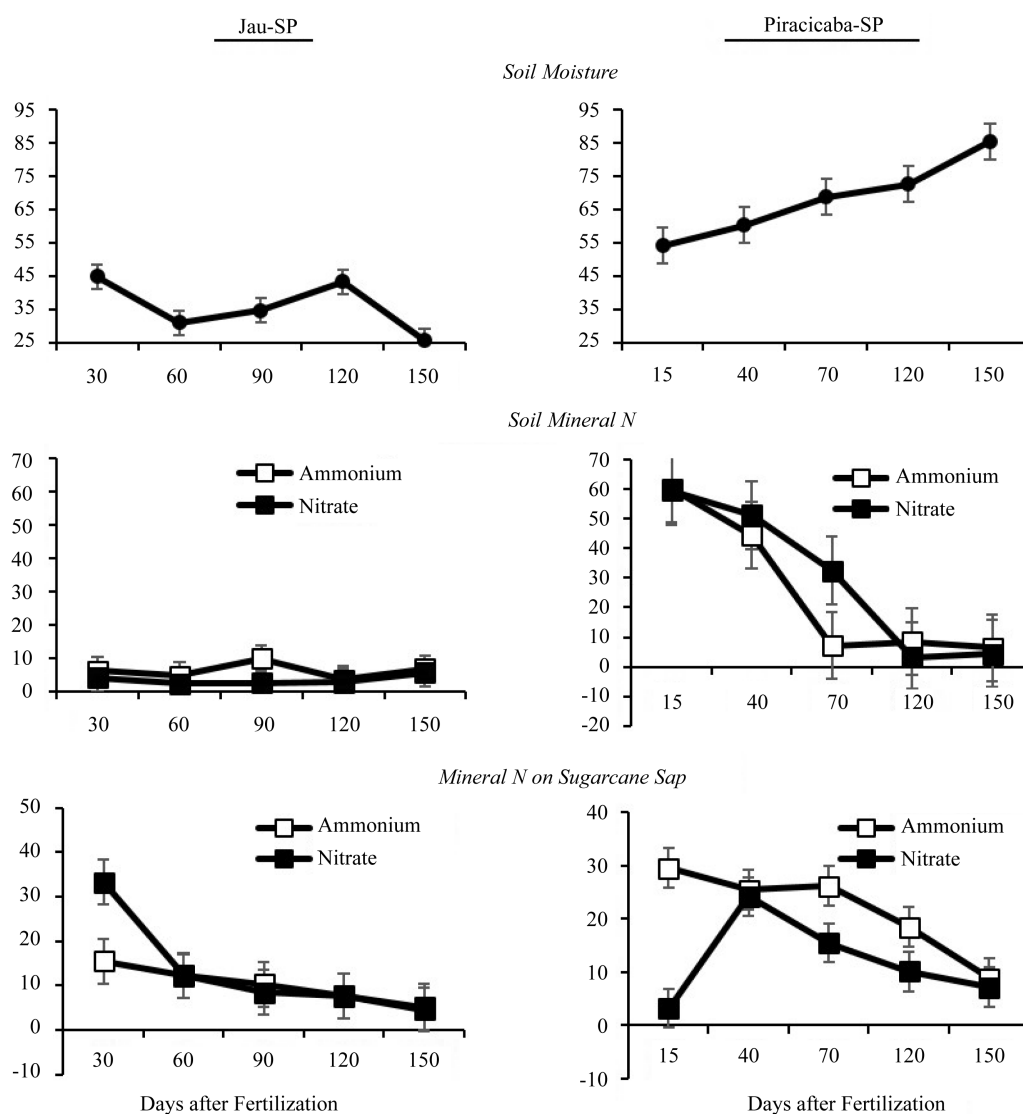 Jau-SP
Piracicaba-SP
Soil Moisture
95
85
75
65
55
45
35
25
30 60 90 120 150
95
85
75
65
55
45
35
25
15 40 70 120 150
Soil Mineral N
70
60
50
40
30
20
10
0
Ammonium
Nitrate
30 60 90 120 150
70
60
50
40
30
20
10
0
-10
-20
Ammonium
Nitrate
15 40 70 120 150
Mineral N on Sugarcane Sap
50
40
30
20
10
0
-10
Ammonium
Nitrate
30 60 90 120 150
Days after Fertilization
40
30
20
10
0
-10
Ammonium
Nitrate
15 40 70 120 150
Days after Fertilization